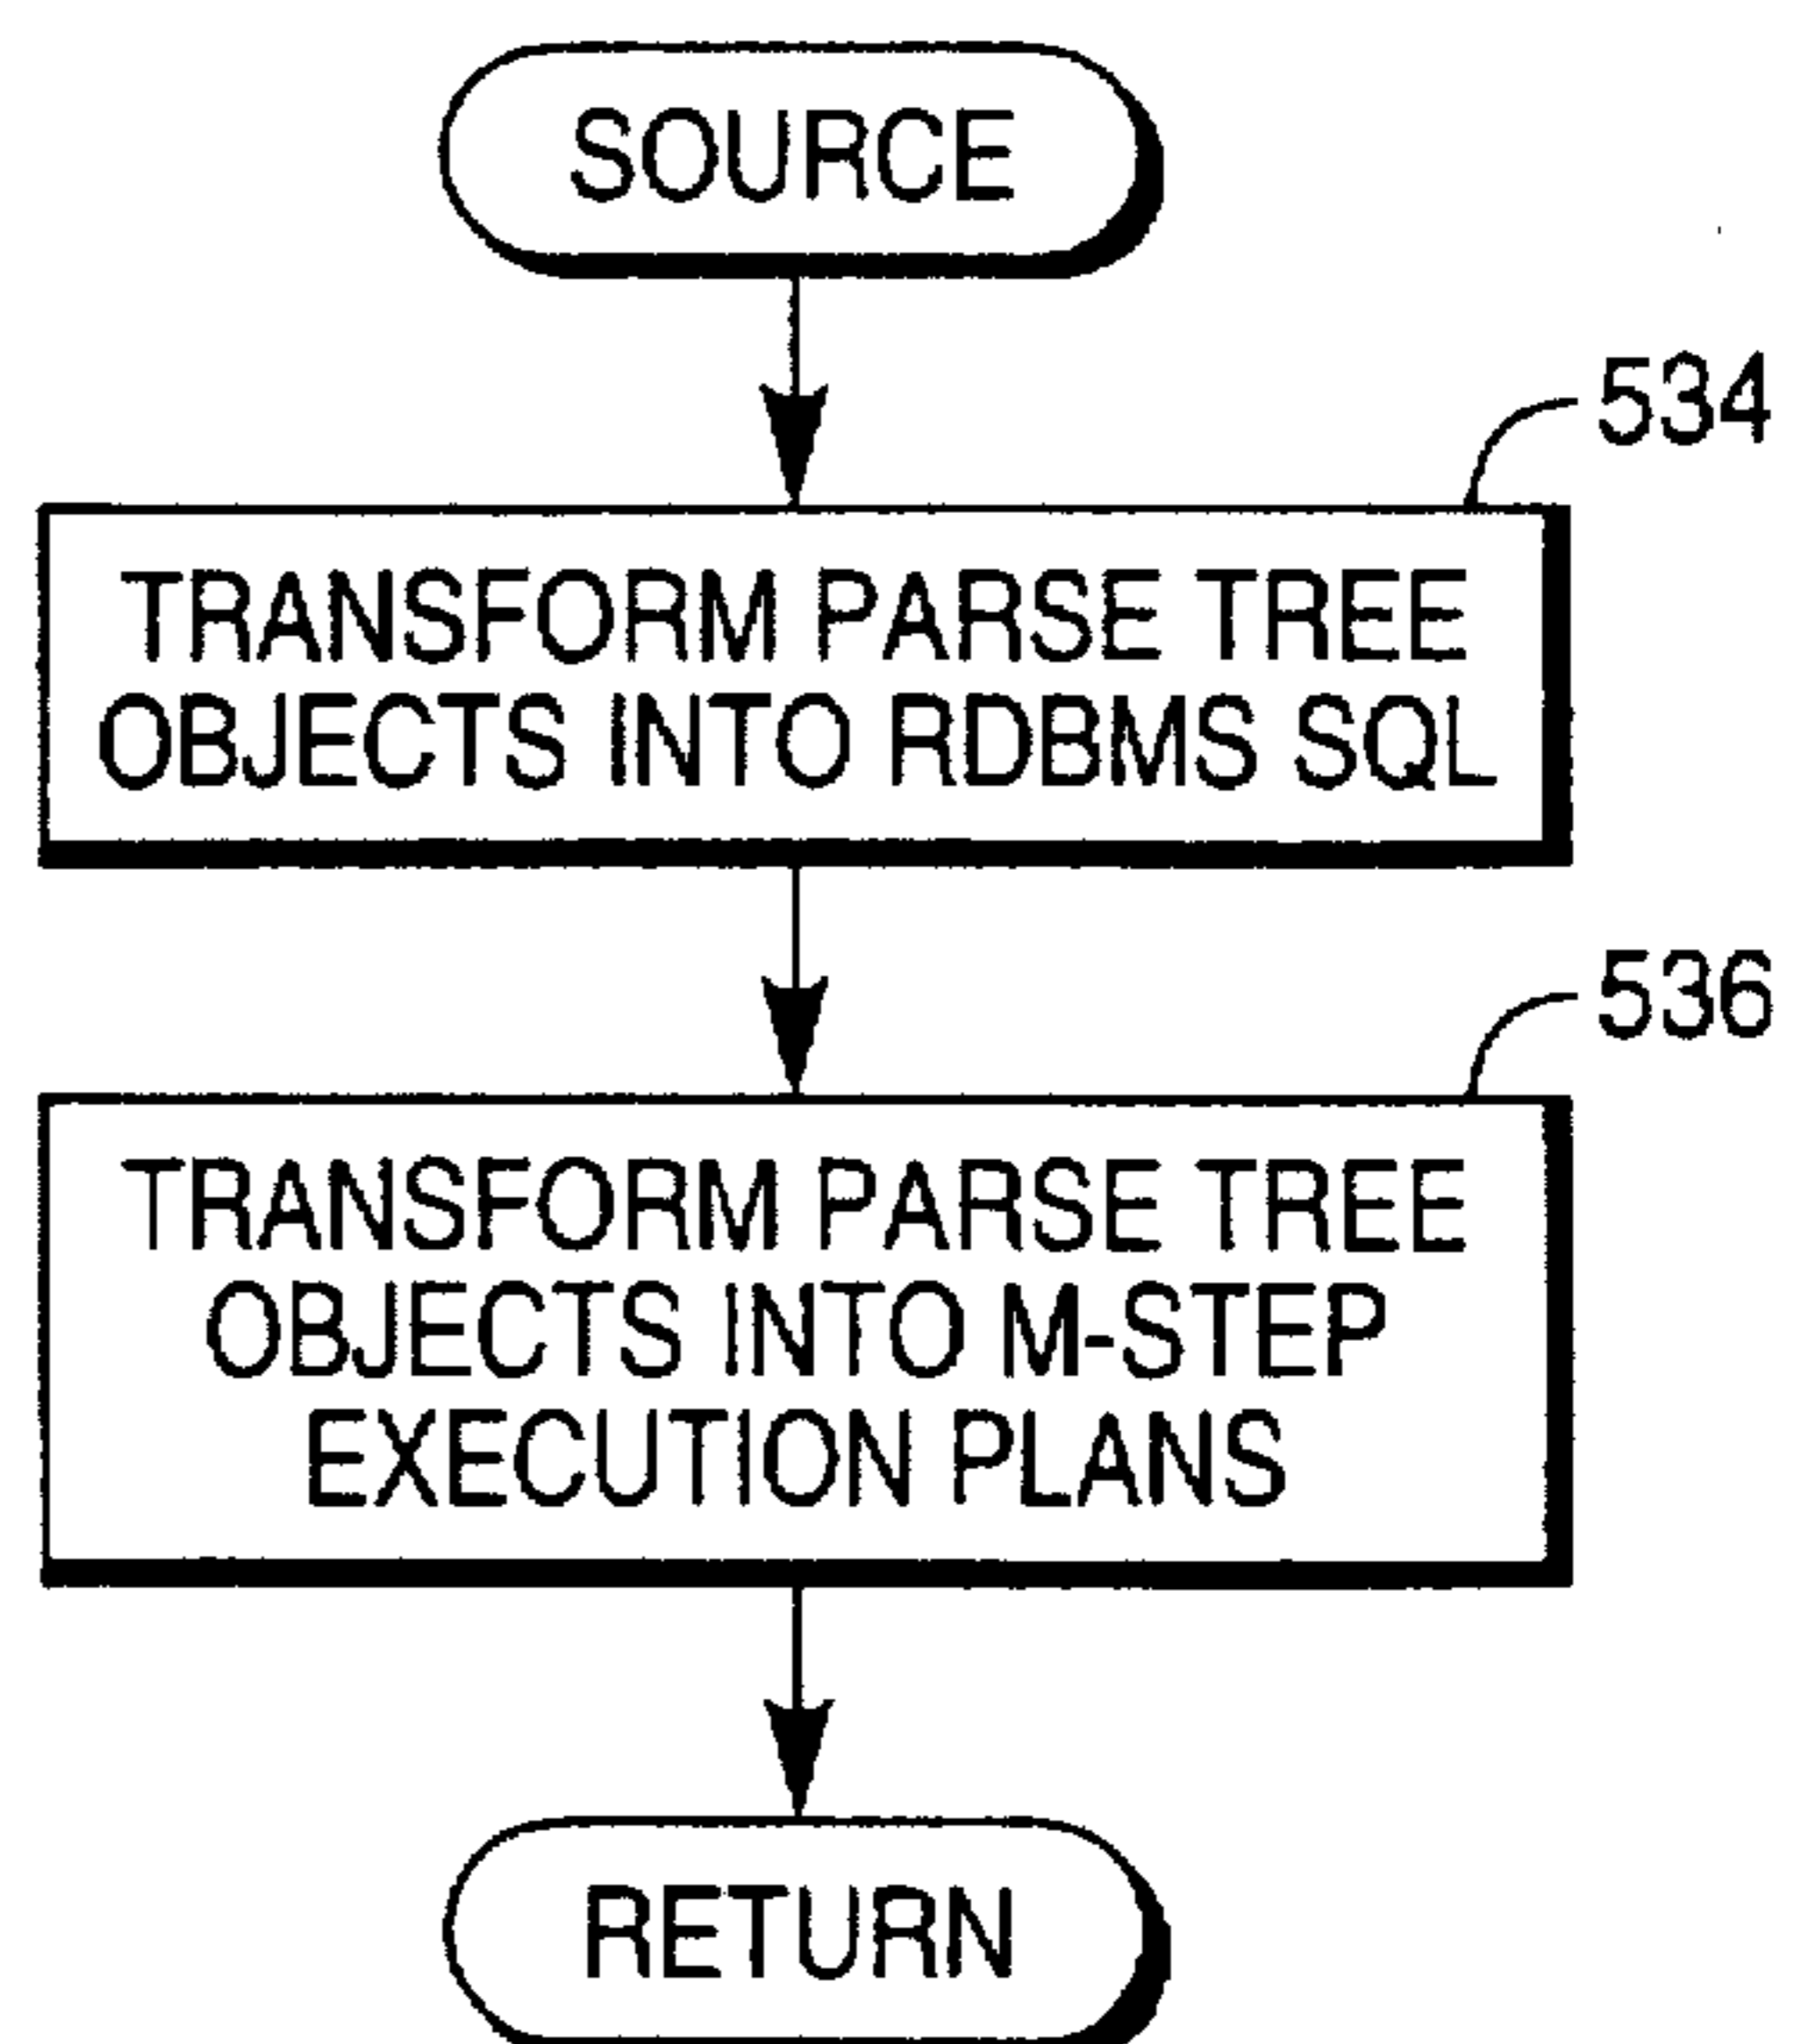 SOURCE
534
TRANSFORM PARSE TREE
OBJECTS INTO RDBMS SQL
536
TRANSFORM PARSE TREE
OBJECTS INTO M-STEP
EXECUTION PLANS
RETURN